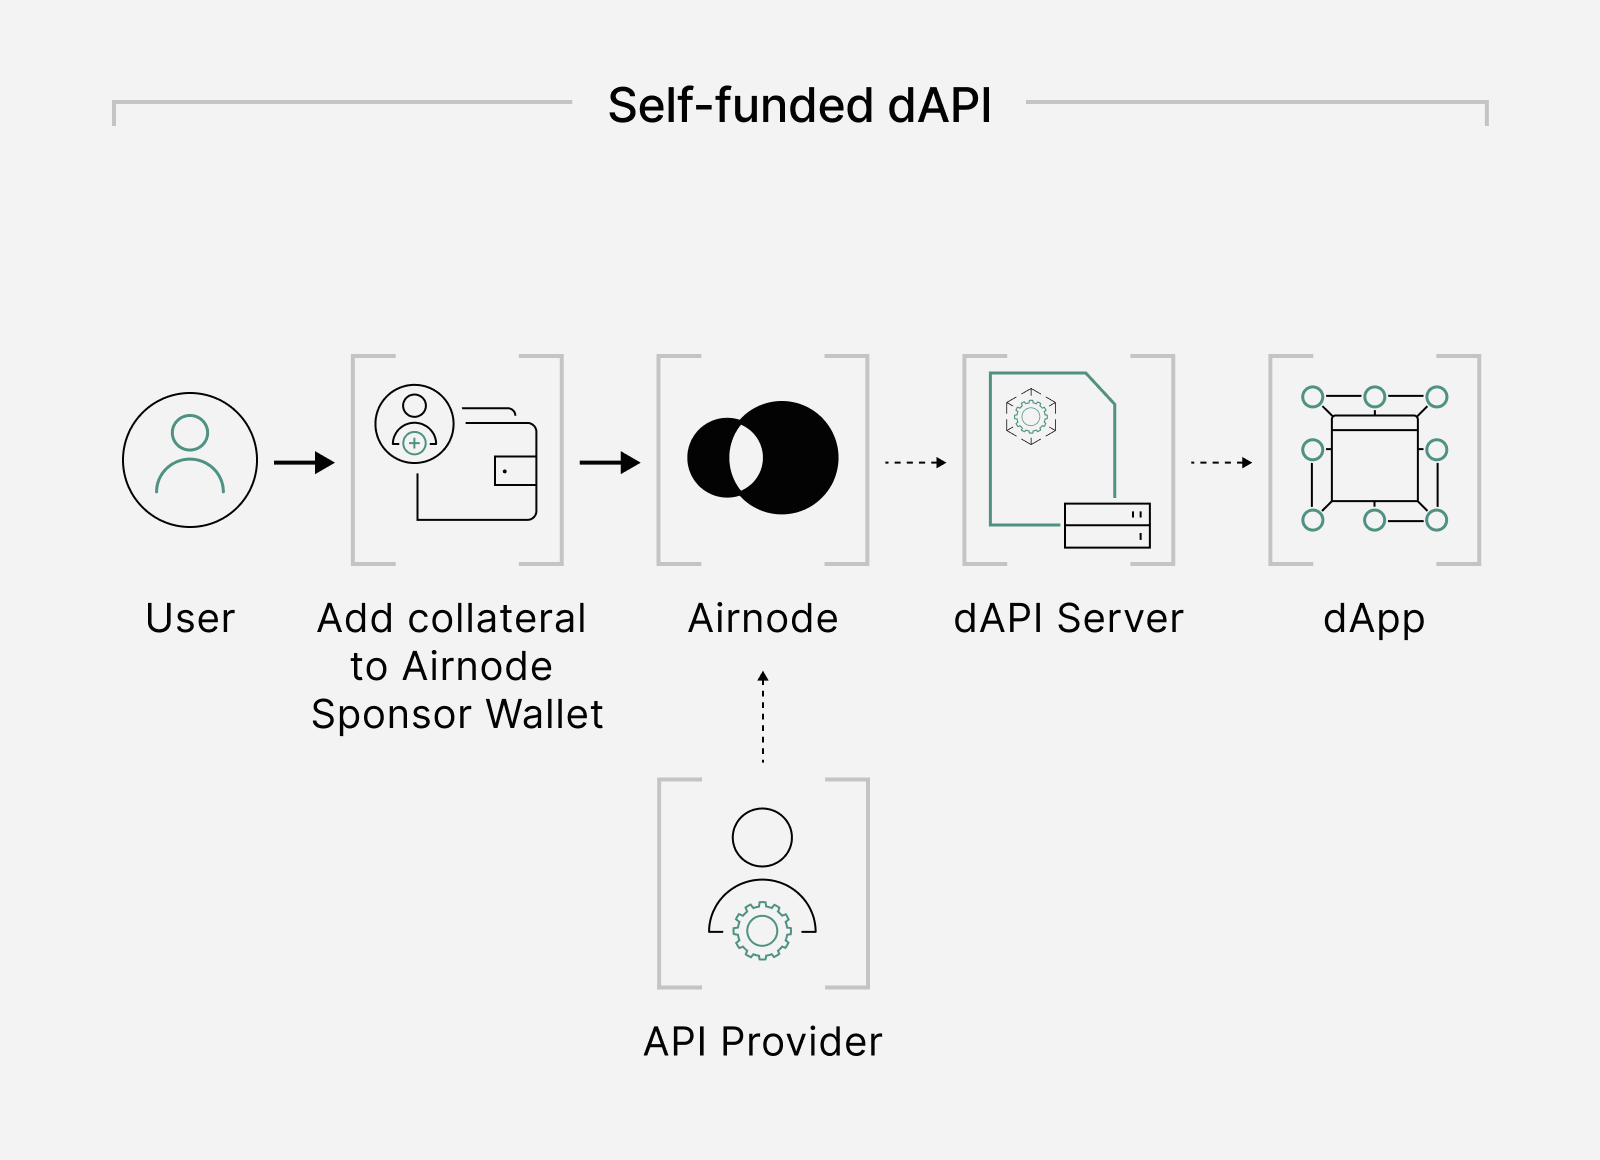 Self-funded dAPI
User
Add collateral
to Airnode
Sponsor Wallet
Airnode
dAPI Server
dApp
API Provider